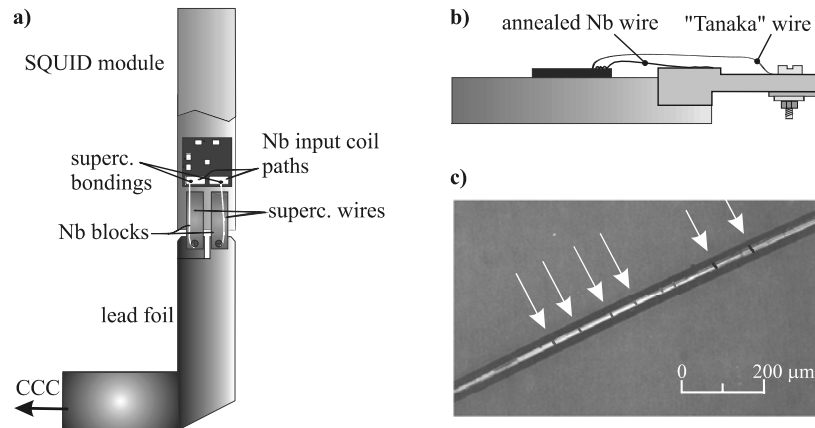 a)
SQUID module
superc.
bondings
Nb input coil
paths
superc. wires
Nb blocks
lead foil
CCC
b)
annealed Nb wire
"Tanaka" wire
c)
0 200 µm